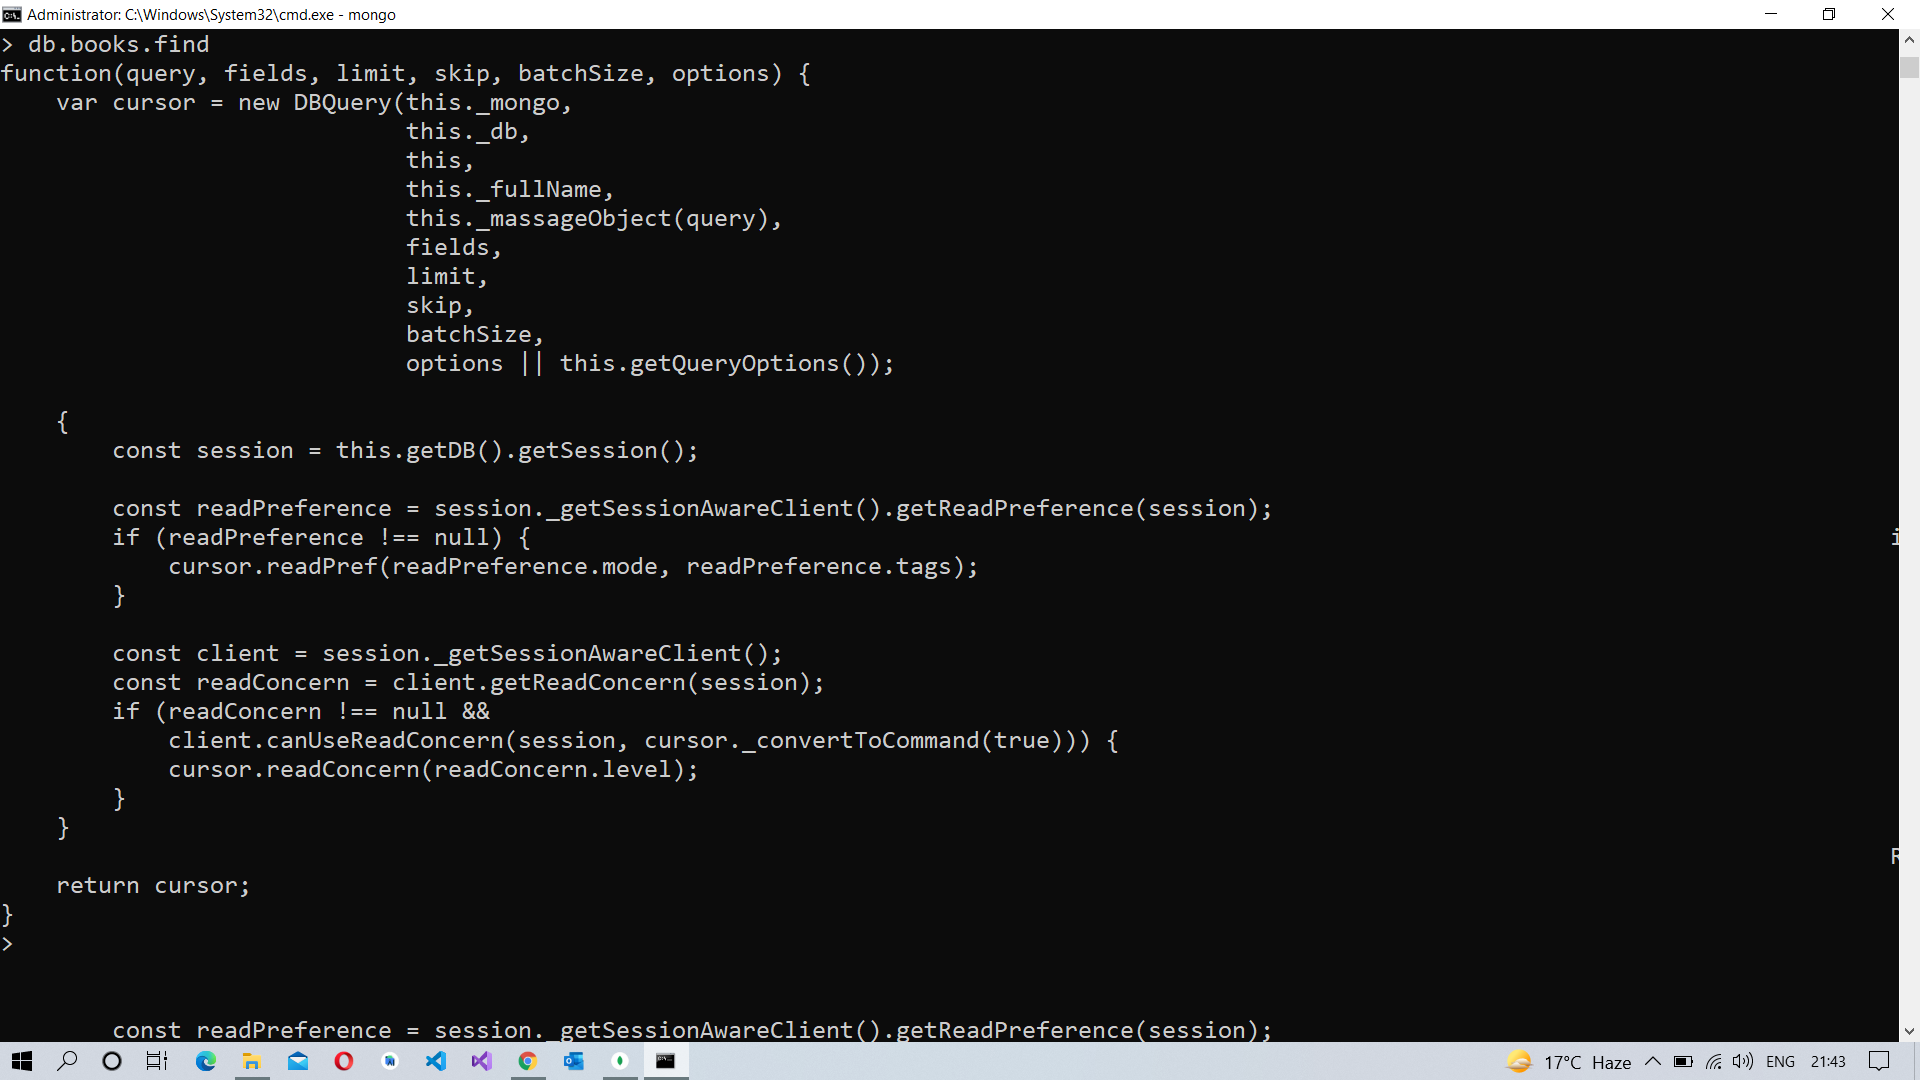 Administrator: C:\Windows\System32\cmd.exe - mongo
> db.books.find
function(query, fields, limit, skip, batchSize, options) {
    var cursor = new DBQuery(this._mongo,
                             this._db,
                             this,
                             this._fullName,
                             this._massageObject(query),
                             fields,
                             limit,
                             skip,
                             batchSize,
                             options || this.getQueryOptions());
    {
        const session = this.getDB().getSession();
        const readPreference = session._getSessionAwareClient().getReadPreference(session);
        if (readPreference !== null) {
            cursor.readPref(readPreference.mode, readPreference.tags);
        }
        const client = session._getSessionAwareClient();
        const readConcern = client.getReadConcern(session);
        if (readConcern !== null &&
            client.canUseReadConcern(session, cursor._convertToCommand(true))) {
            cursor.readConcern(readConcern.level);
        }
    }
    return cursor;
}
>
        const readPreference = session._getSessionAwareClient().getReadPreference(session);
17°C Haze ENG 21:43